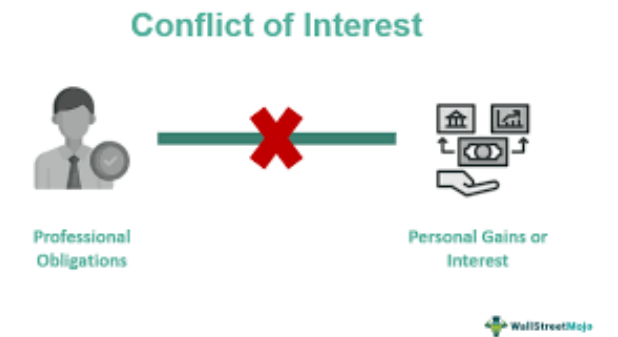 Conflict of Interest
Professional
Obligations
Personal Gains or
Interest
WallStreetMojo